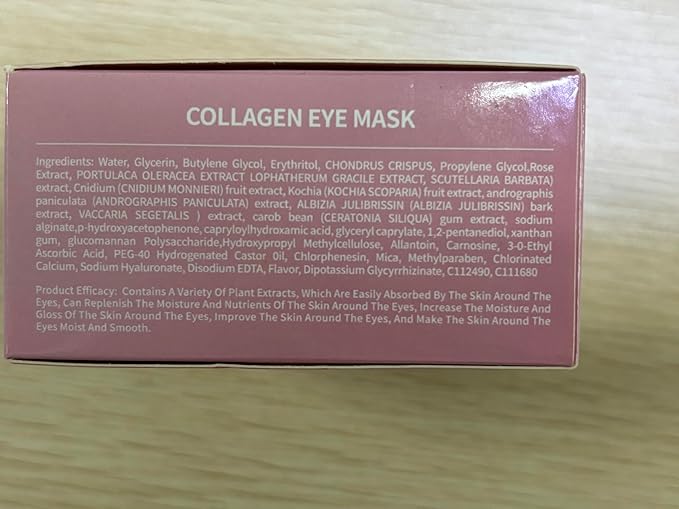 COLLAGEN EYE MASK
Ingredients: Water, Glycerin, Butylene Glycol, Erythritol, CHONDRUS CRISPUS, Propylene Glycol,Rose
Extract, PORTULACA OLERACEA EXTRACT LOPHATHERUM GRACILE EXTRACT, SCUTELLARIA BARBATA)
extract, Cnidium (CNIDIUM MONNIERI) fruit extract, Kochia (KOCHIA SCOPARIA) fruit extract, andrographis
paniculata (ANDROGRAPHIS PANICULATA) extract, ALBIZIA JULIBRISSIN (ALBIZIA JULIBRISSIN) bark
extract, VACCARIA SEGETALIS ) extract, carob bean (CERATONIA SILIQUA) gum extract, sodium
alginate,p-hydroxyacetophenone, capryloylhydroxamic acid, glyceryl caprylate, 1,2-pentanediol, xanthan
gum, glucomannan Polysaccharide,Hydroxypropyl Methylcellulose, Allantoin, Carnosine, 3-0-Ethyl
Ascorbic Acid, PEG-40 Hydrogenated Castor 0il, Chlorphenesin, Mica, Methylparaben, Chlorinated
Calcium, Sodium Hyaluronate, Disodium EDTA, Flavor, Dipotassium Glycyrrhizinate, C112490, C111680
Product Efficacy: Contains A Variety Of Plant Extracts, Which Are Easily Absorbed By The Skin Around The
Eyes, Can Replenish The Moisture And Nutrients Of The Skin Around The Eyes, Increase The Moisture And
Gloss Of The Skin Around The Eyes, Improve The Skin Around The Eyes, And Make The Skin Around The
Eyes Moist And Smooth.